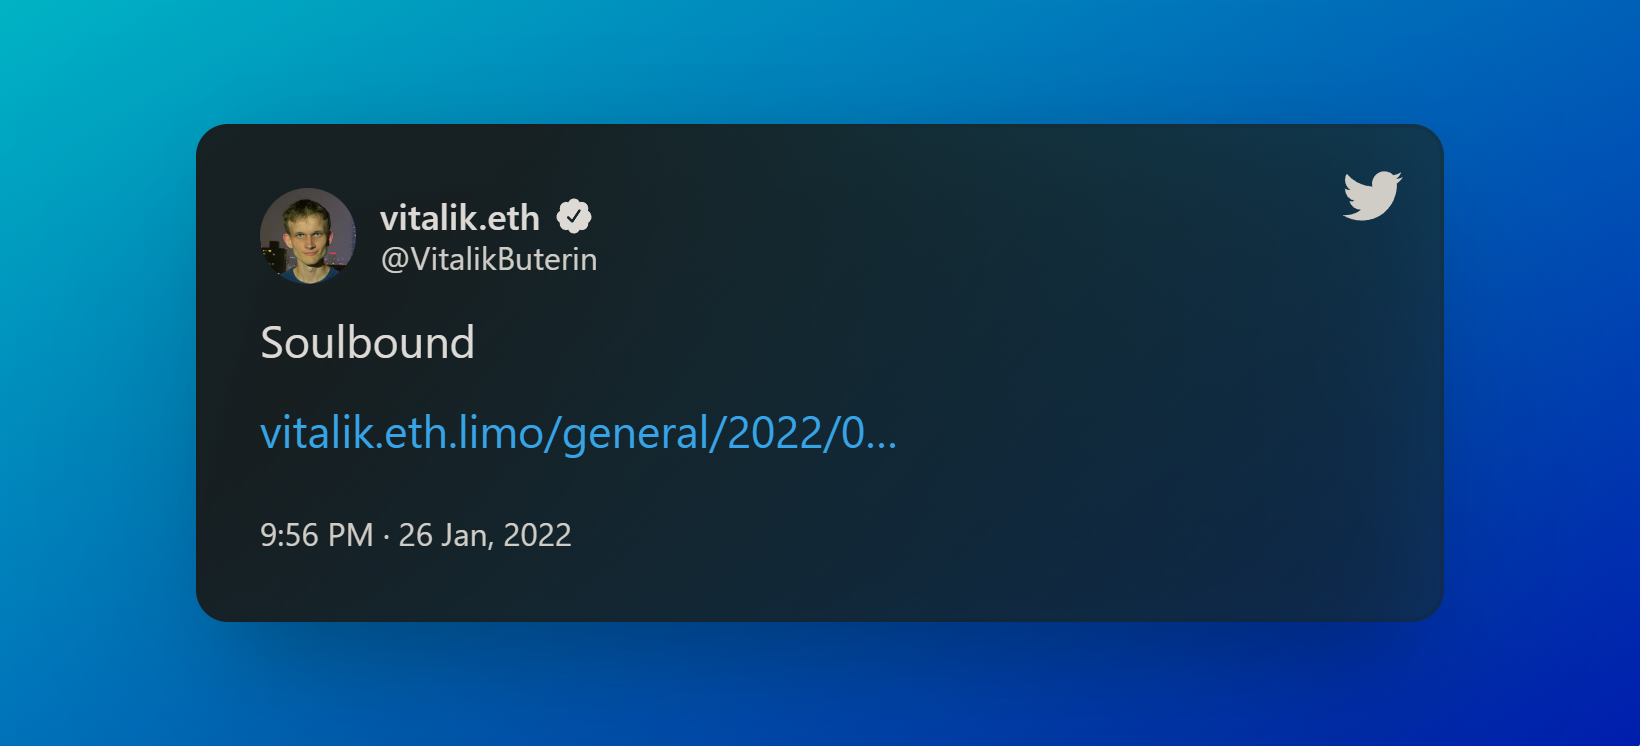 vitalik.eth
@VitalikButerin
Soulbound
vitalik.eth.limo/general/2022/0…
9:56 PM · 26 Jan, 2022